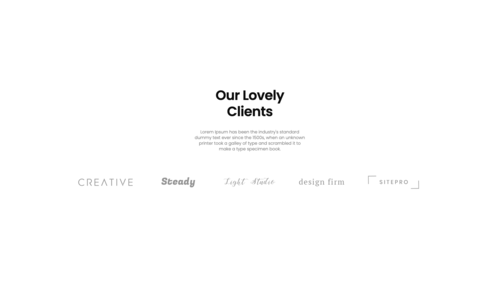 Our Lovely
Clients
Lorem Ipsum has been the industry's standard
dummy text ever since the 1500s, when an unknown
printer took a galley of type and scrambled it to
make a type specimen book.
CREATIVE Steady Light Studio design firm SITEPRO